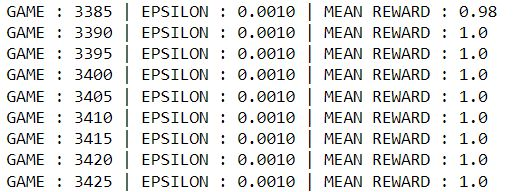 GAME : 3385 | EPSILON : 0.0010 | MEAN REWARD : 0.98
GAME : 3390 | EPSILON : 0.0010 | MEAN REWARD : 1.0
GAME : 3395 | EPSILON : 0.0010 | MEAN REWARD : 1.0
GAME : 3400 | EPSILON : 0.0010 | MEAN REWARD : 1.0
GAME : 3405 | EPSILON : 0.0010 | MEAN REWARD : 1.0
GAME : 3410 | EPSILON : 0.0010 | MEAN REWARD : 1.0
GAME : 3415 | EPSILON : 0.0010 | MEAN REWARD : 1.0
GAME : 3420 | EPSILON : 0.0010 | MEAN REWARD : 1.0
GAME : 3425 | EPSILON : 0.0010 | MEAN REWARD : 1.0